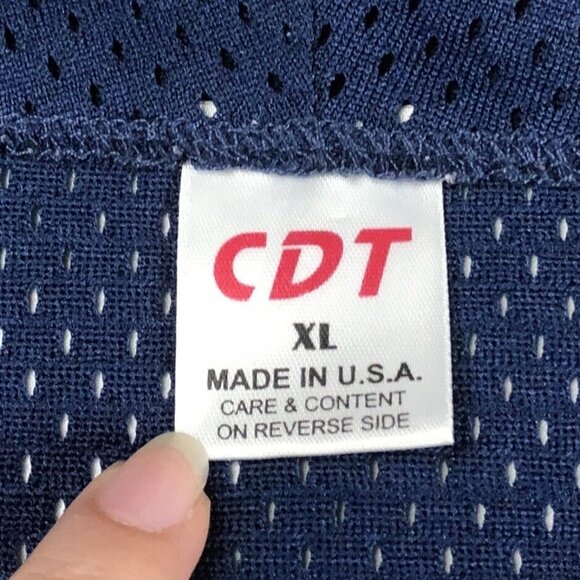 CDT
XL
MADE IN U.S.A.
CARE & CONTENT
ON REVERSE SIDE